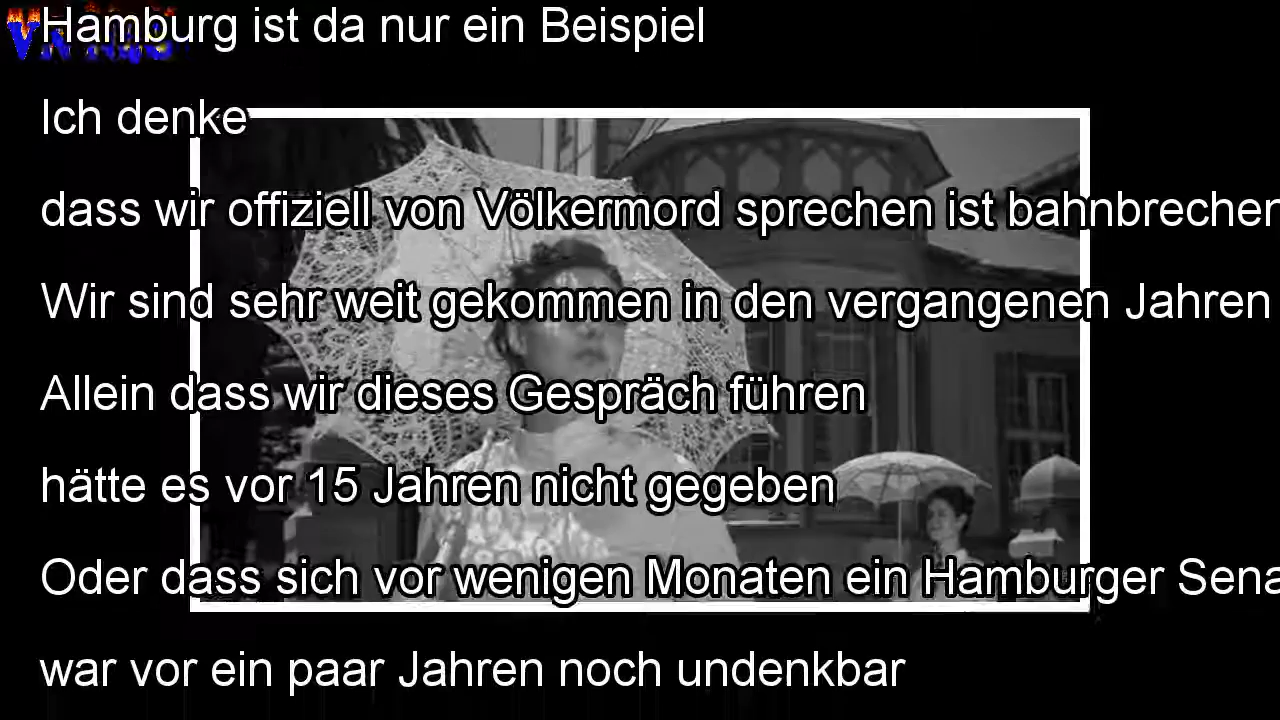 Hamburg ist da nur ein Beispiel
Ich denke
dass wir offiziell von Völkermord sprechen ist bahnbrechen
Wir sind sehr weit gekommen in den vergangenen Jahren
Allein dass wir dieses Gespräch führen
hätte es vor 15 Jahren nicht gegeben
Oder dass sich vor wenigen Monaten ein Hamburger Sena
war vor ein paar Jahren noch undenkbar